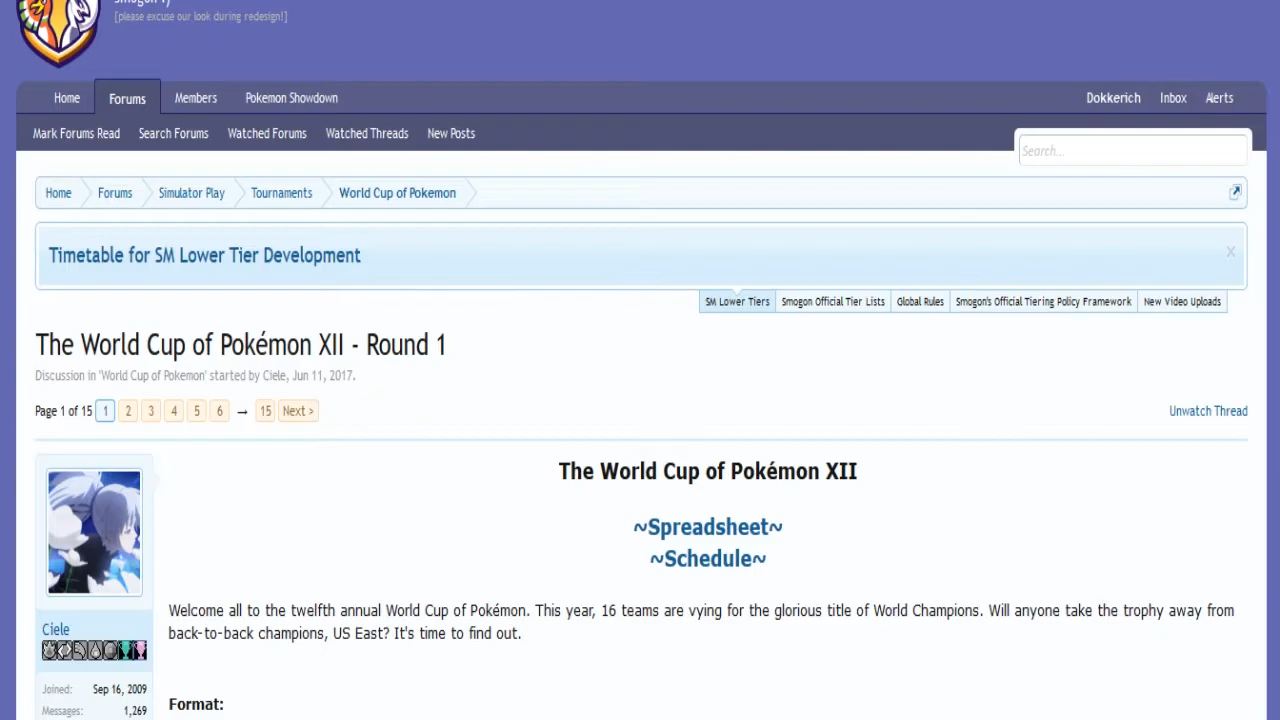 [please excuse our look during redesign!]
Home Forums Members Pokemon Showdown Dokkerich Inbox Alerts
Mark Forums Read Search Forums Watched Forums Watched Threads New Posts
Search...
Home Forums Simulator Play Tournaments World Cup of Pokemon
Timetable for SM Lower Tier Development X
SM Lower Tiers Smogon Official Tier Lists Global Rules Smogon's Official Tiering Policy Framework New Video Uploads
The World Cup of Pokémon XII - Round 1
Discussion in 'World Cup of Pokemon' started by Ciele, Jun 11, 2017.
Page 1 of 15 1 2 3 4 5 6 → 15 Next > Unwatch Thread
The World Cup of Pokémon XII
~Spreadsheet~
~Schedule~
Welcome all to the twelfth annual World Cup of Pokémon. This year, 16 teams are vying for the glorious title of World Champions. Will anyone take the trophy away from
back-to-back champions, US East? It's time to find out.
Ciele
Joined: Sep 16, 2009
Messages: 1,269
Format: